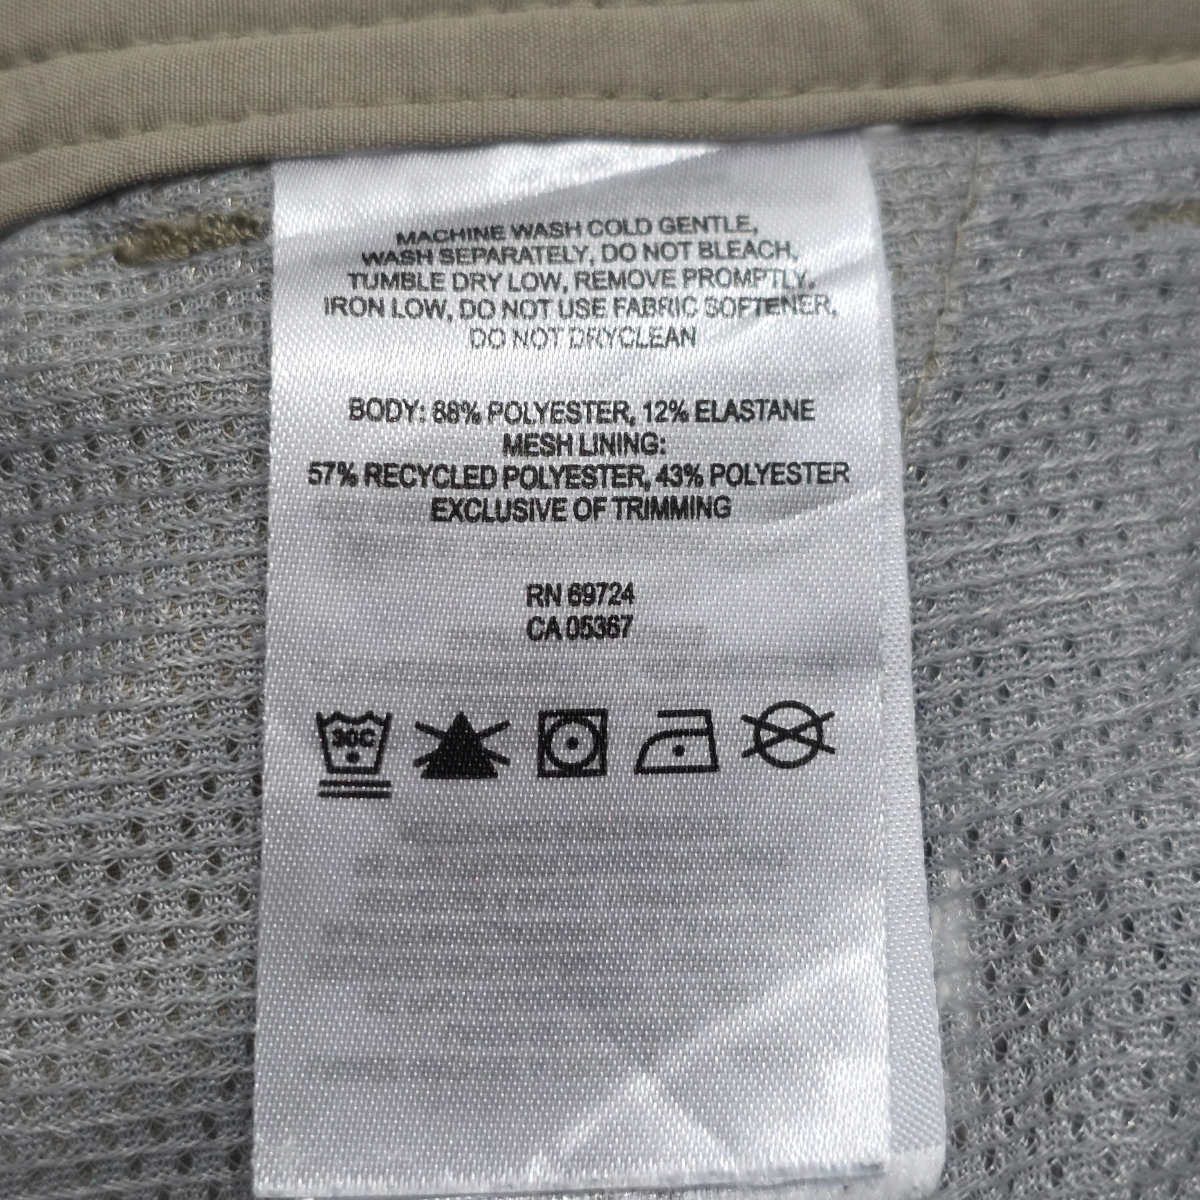 MACHINE WASH COLD GENTLE,
WASH SEPARATELY, DO NOT BLEACH,
TUMBLE DRY LOW, REMOVE PROMPTLY,
IRON LOW, DO NOT USE FABRIC SOFTENER,
DO NOT DRYCLEAN
BODY: 88% POLYESTER, 12% ELASTANE
MESH LINING:
57% RECYCLED POLYESTER, 43% POLYESTER
EXCLUSIVE OF TRIMMING
RN 69724
CA 05367
30C